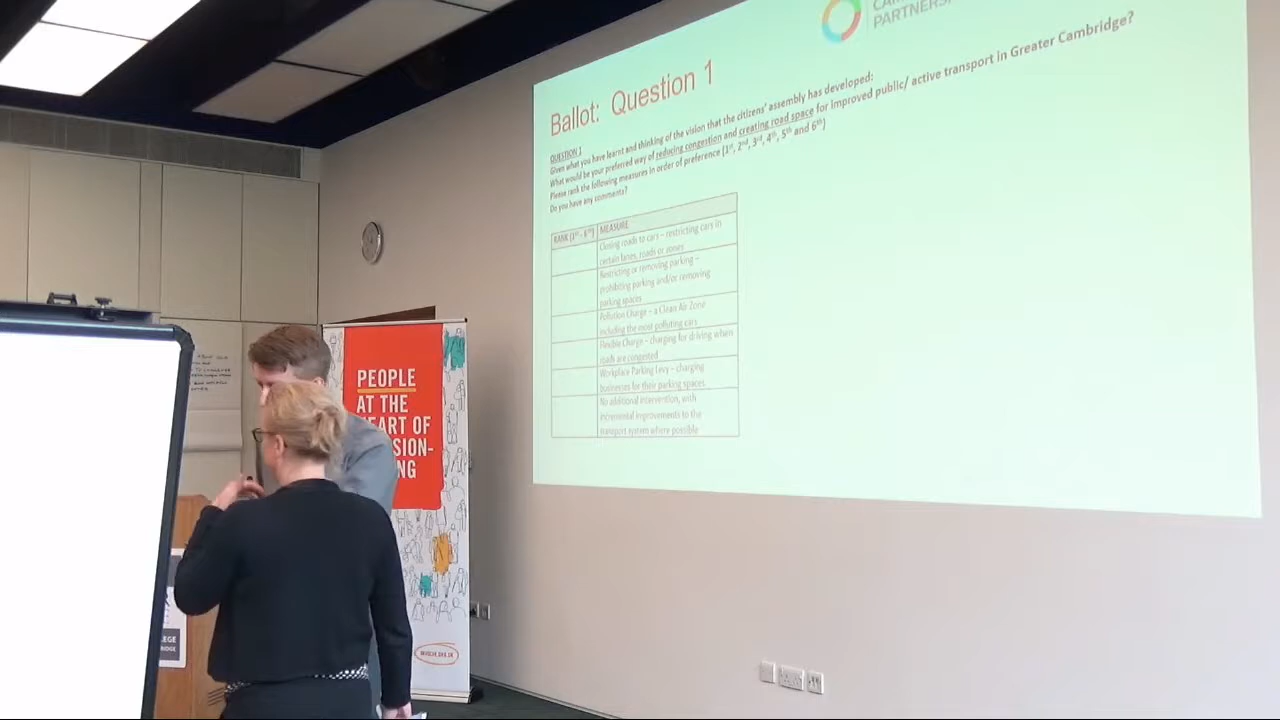 PARTNERS
Ballot: Question 1
QUESTION 1
Given what you have learnt and thinking of the vision that the citizens' assembly has developed:
What would be your preferred way of reducing congestion and creating road space for improved public/ active transport in Greater Cambridge?
Please rank the following measures in order of preference (1st, 2nd, 3rd, 4th, 5th and 6th)
Do you have any comments?
RANK (1st - 6th) MEASURE
Closing roads to cars – restricting cars in
certain lanes, roads or zones
Restricting or removing parking –
prohibiting parking and/or removing
parking spaces
Pollution Charge – a Clean Air Zone
including the most polluting cars
Flexible Charge – charging for driving when
roads are congested
Workplace Parking Levy – charging
businesses for their parking spaces
No additional intervention, with
incremental improvements to the
transport system where possible
PEOPLE
AT THE
EART OF
SION-
NG
INVOLVE.ORG.UK
EGE
RIDGE